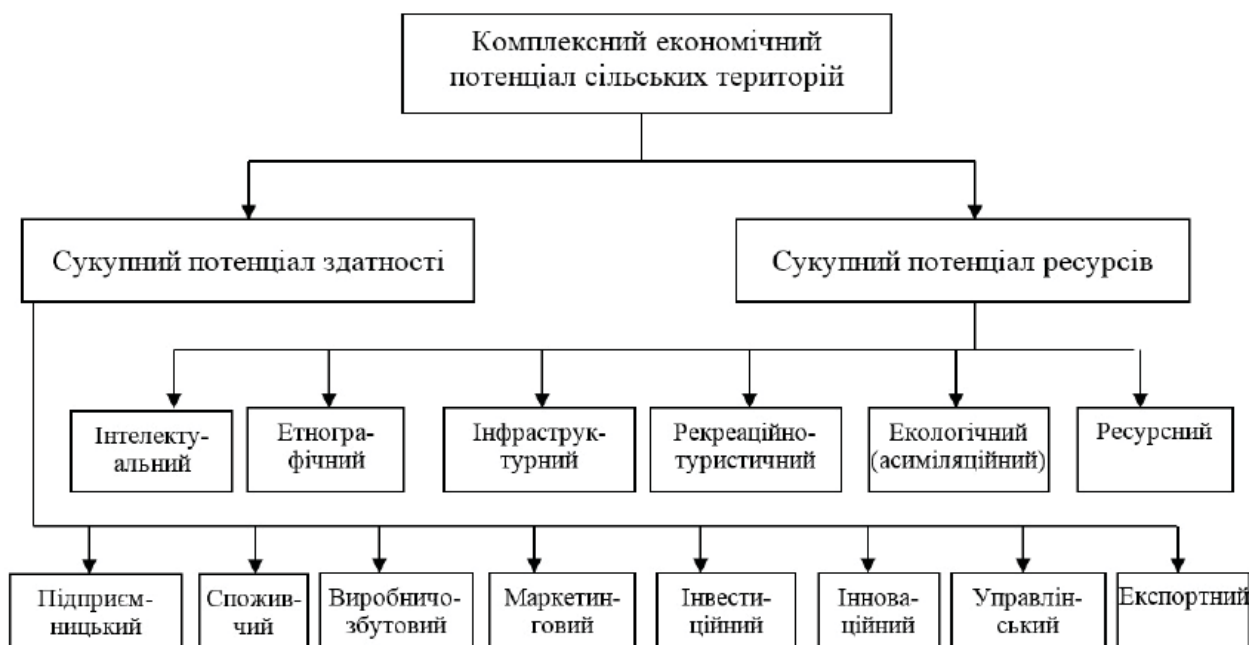 Комплексний економічний
потенціал сільських територій
Сукупний потенціал здатності
Сукупний потенціал ресурсів
Інтелекту-
альний
Етногра-
фічний
Інфраструк-
турний
Рекреаційно-
туристичний
Екологічний
(асиміляційний)
Ресурсний
Підприєм-
ницький
Спожив-
чий
Виробничо-
збутовий
Маркетин-
говий
Інвести-
ційний
Іннова-
ційний
Управлін-
ський
Експортний